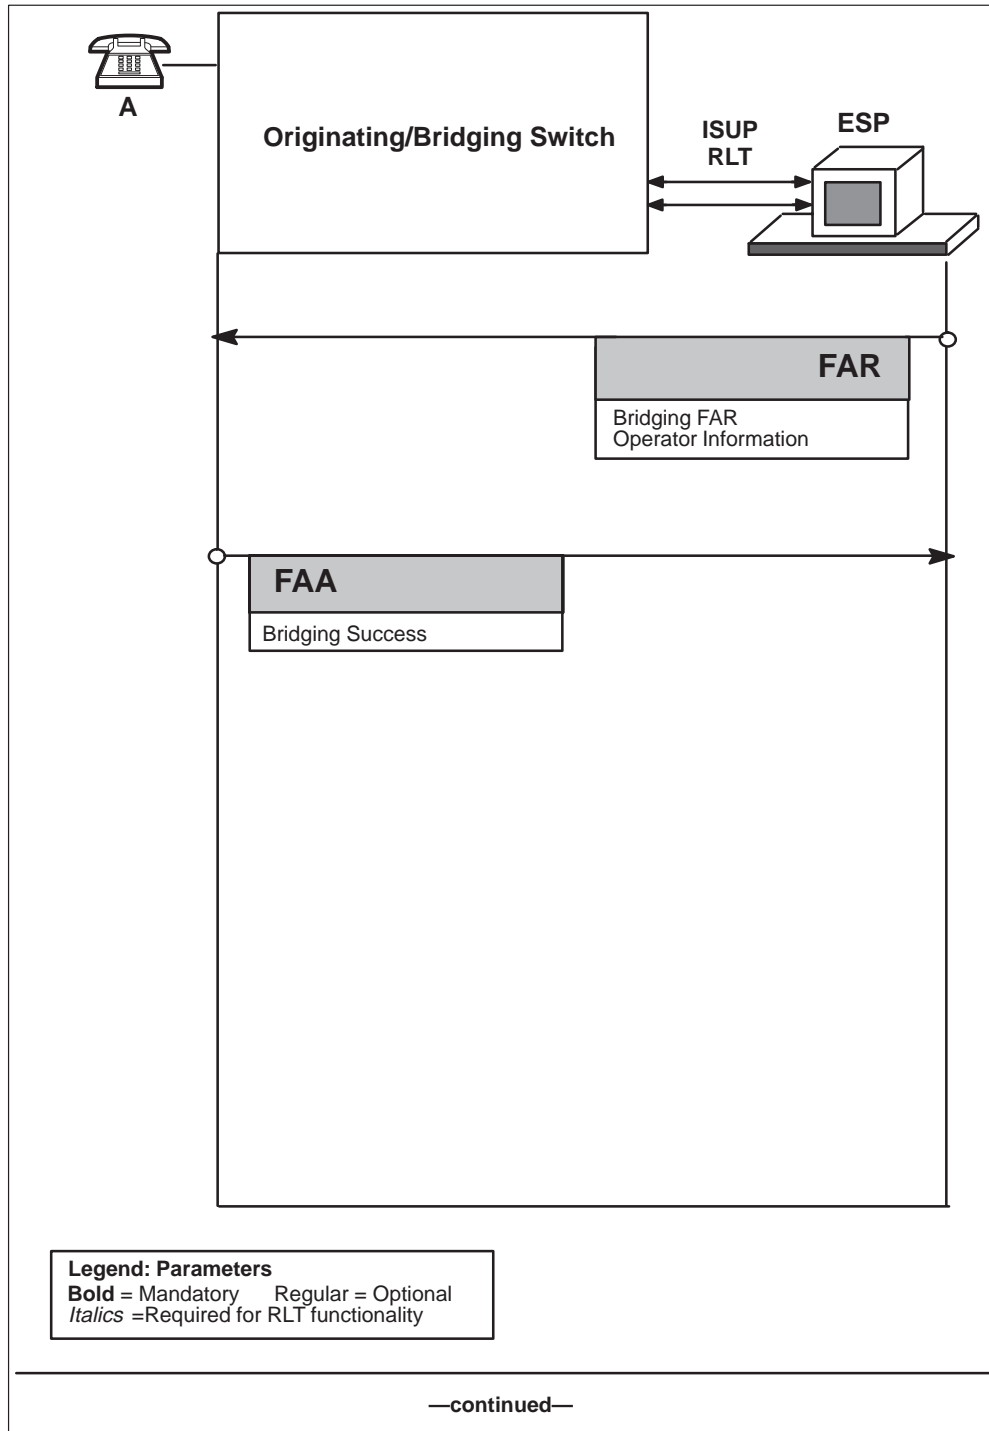 A
Originating/Bridging Switch
ISUP
RLT
ESP
FAR
Bridging FAR
Operator Information
FAA
Bridging Success
Legend: Parameters
Bold = Mandatory Regular = Optional
Italics =Required for RLT functionality
—continued—